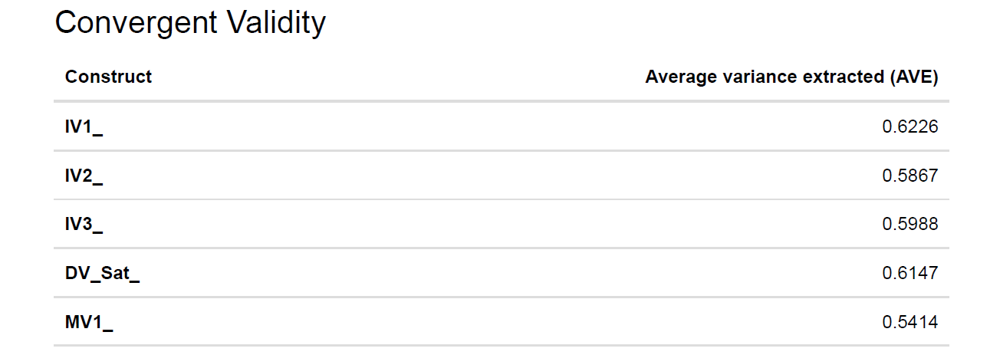 Convergent Validity
Construct Average variance extracted (AVE)
IV1_ 0.6226
IV2_ 0.5867
IV3_ 0.5988
DV_Sat_ 0.6147
MV1_ 0.5414